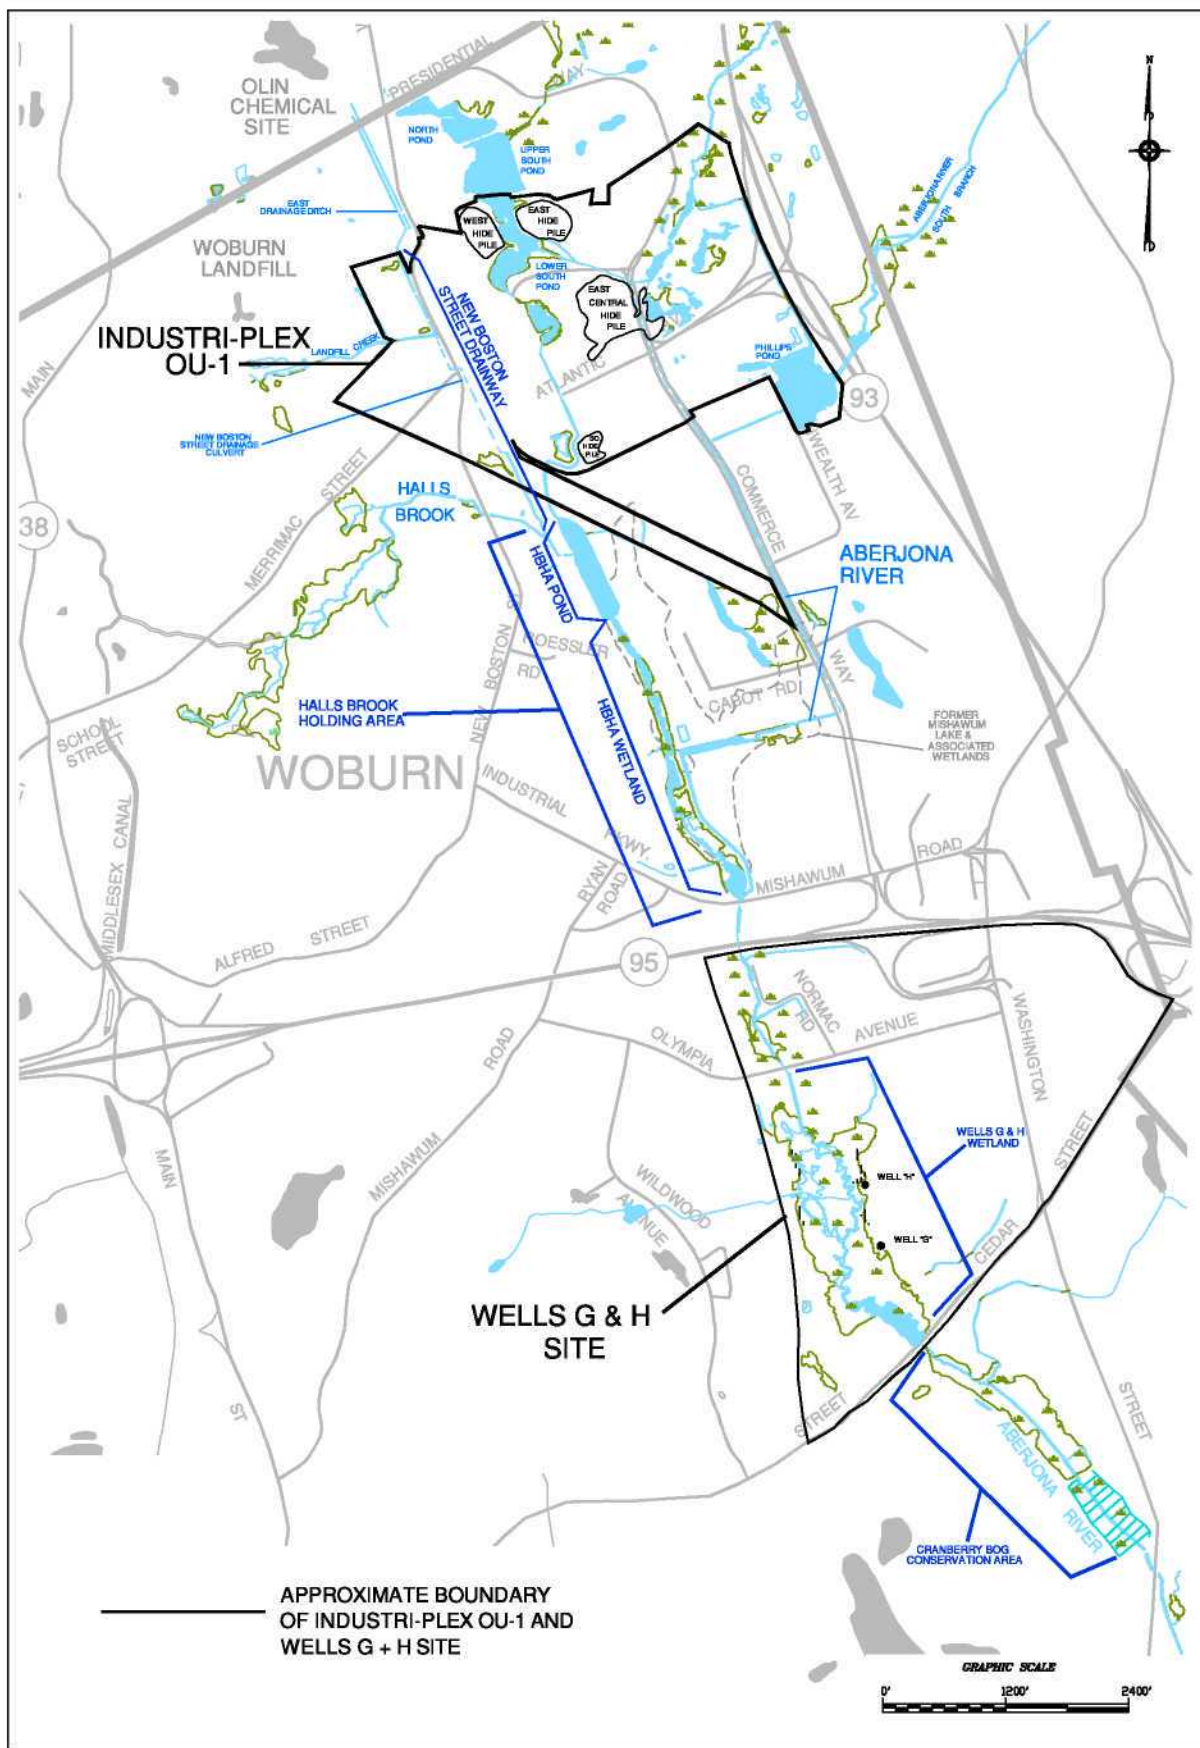 N
PRESIDENTIAL
WAY
OLIN
CHEMICAL
SITE
NORTH
POND
UPPER
SOUTH
POND
ABERJONA RIVER
SOUTH BRANCH
EAST
DRAINAGE DITCH
WEST
HIDE
PILE
EAST
HIDE
PILE
WOBURN
LANDFILL
LOWER
SOUTH
POND
EAST
CENTRAL
HIDE
PILE
NEW BOSTON
STREET DRAINWAY
INDUSTRI-PLEX
OU-1
LANDFILL CREEK
MAIN
ATLANTIC
PHILLIPS
POND
93
NEW BOSTON
STREET DRAINAGE
CULVERT
SO
HIDE
PILE
WEALTH AV
COMMERCE
WAY
HALLS
BROOK
38
MERRIMAC STREET
ABERJONA
RIVER
HBHA POND
NEW BOSTON ST
ROESSLER
RD
CABOT RD
HALLS BROOK
HOLDING AREA
HBHA WETLAND
FORMER
MISHAWUM
LAKE &
ASSOCIATED
WETLANDS
SCHOOL
STREET
WOBURN
INDUSTRIAL
PKWY.
MIDDLESEX CANAL
RYAN
ROAD
MISHAWUM
ROAD
ALFRED STREET
95
NORMAC
RD
OLYMPIA
AVENUE
WASHINGTON
STREET
MISHAWUM
ROAD
MAIN
ST
WELLS G & H
WETLAND
WELL "H"
WILDWOOD
AVENUE
WELL "G"
CEDAR
STREET
WELLS G & H
SITE
STREET
ABERJONA
RIVER
CRANBERRY BOG
CONSERVATION AREA
APPROXIMATE BOUNDARY
OF INDUSTRI-PLEX OU-1 AND
WELLS G + H SITE
GRAPHIC SCALE
0' 1200' 2400'